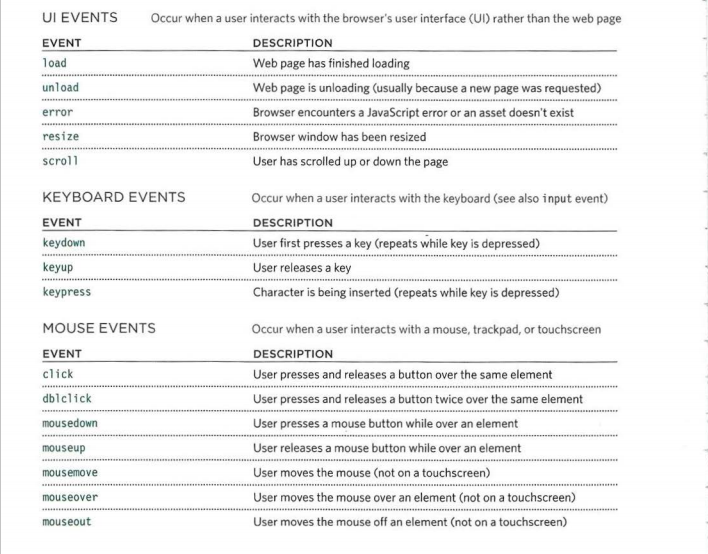 UI EVENTS Occur when a user interacts with the browser's user interface (UI) rather than the web page
EVENT DESCRIPTION
load Web page has finished loading
unload Web page is unloading (usually because a new page was requested)
error Browser encounters a JavaScript error or an asset doesn't exist
resize Browser window has been resized
scroll User has scrolled up or down the page
KEYBOARD EVENTS Occur when a user interacts with the keyboard (see also input event)
EVENT DESCRIPTION
keydown User first presses a key (repeats while key is depressed)
keyup User releases a key
keypress Character is being inserted (repeats while key is depressed)
MOUSE EVENTS Occur when a user interacts with a mouse, trackpad, or touchscreen
EVENT DESCRIPTION
click User presses and releases a button over the same element
dblclick User presses and releases a button twice over the same element
mousedown User presses a mouse button while over an element
mouseup User releases a mouse button while over an element
mousemove User moves the mouse (not on a touchscreen)
mouseover User moves the mouse over an element (not on a touchscreen)
mouseout User moves the mouse off an element (not on a touchscreen)